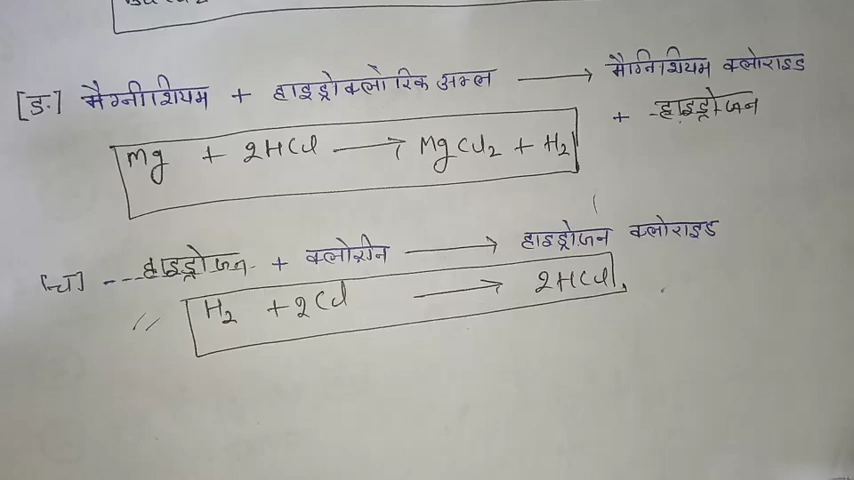 [ङ.] मैग्नीशियम + हाइड्रोक्लोरिक अम्ल ⟶ मैग्निशियम क्लोराइड
+ हाइड्रोजन
Mg + 2HCl ⟶ MgCl2 + H2
[च] हाइड्रोजन + क्लोरीन ⟶ हाइड्रोजन क्लोराइड
H2 + 2Cl ⟶ 2HCl